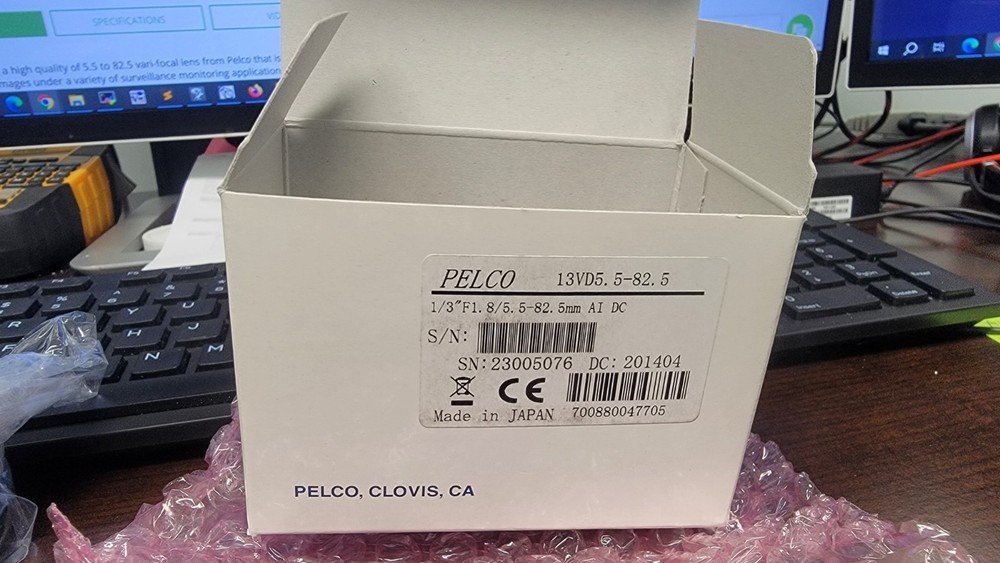 SPECIFICATIONS
a high quality of 5.5 to 82.5 vari-focal lens from Pelco that is
mages under a variety of surveillance monitoring application
PELCO 13VD5.5-82.5
1/3"F1.8/5.5-82.5mm AI DC
S/N:
SN:23005076 DC:201404
CE
Made in JAPAN 700880047705
PELCO, CLOVIS, CA
Y
H
J
B
N
M